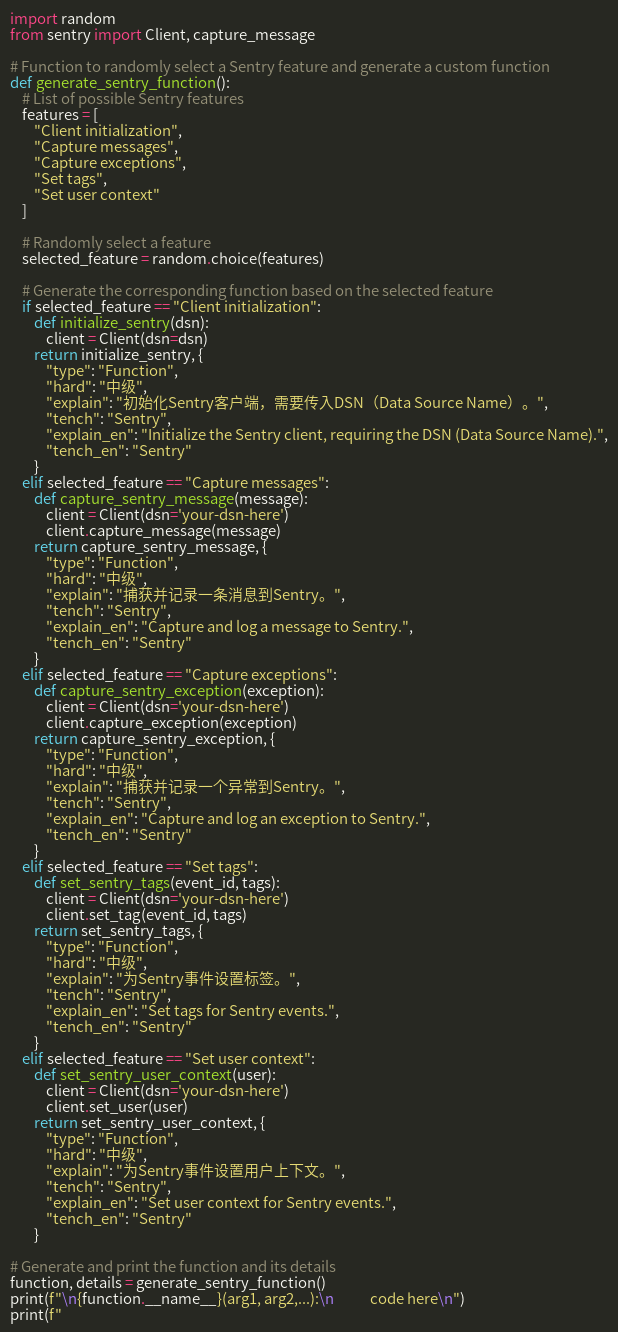 import random
from sentry import Client, capture_message

# Function to randomly select a Sentry feature and generate a custom function
def generate_sentry_function():
    # List of possible Sentry features
    features = [
        "Client initialization",
        "Capture messages",
        "Capture exceptions",
        "Set tags",
        "Set user context"
    ]

    # Randomly select a feature
    selected_feature = random.choice(features)

    # Generate the corresponding function based on the selected feature
    if selected_feature == "Client initialization":
        def initialize_sentry(dsn):
            client = Client(dsn=dsn)
        return initialize_sentry, {
            "type": "Function",
            "hard": "中级",
            "explain": "初始化Sentry客户端，需要传入DSN（Data Source Name）。",
            "tench": "Sentry",
            "explain_en": "Initialize the Sentry client, requiring the DSN (Data Source Name).",
            "tench_en": "Sentry"
        }
    elif selected_feature == "Capture messages":
        def capture_sentry_message(message):
            client = Client(dsn='your-dsn-here')
            client.capture_message(message)
        return capture_sentry_message, {
            "type": "Function",
            "hard": "中级",
            "explain": "捕获并记录一条消息到Sentry。",
            "tench": "Sentry",
            "explain_en": "Capture and log a message to Sentry.",
            "tench_en": "Sentry"
        }
    elif selected_feature == "Capture exceptions":
        def capture_sentry_exception(exception):
            client = Client(dsn='your-dsn-here')
            client.capture_exception(exception)
        return capture_sentry_exception, {
            "type": "Function",
            "hard": "中级",
            "explain": "捕获并记录一个异常到Sentry。",
            "tench": "Sentry",
            "explain_en": "Capture and log an exception to Sentry.",
            "tench_en": "Sentry"
        }
    elif selected_feature == "Set tags":
        def set_sentry_tags(event_id, tags):
            client = Client(dsn='your-dsn-here')
            client.set_tag(event_id, tags)
        return set_sentry_tags, {
            "type": "Function",
            "hard": "中级",
            "explain": "为Sentry事件设置标签。",
            "tench": "Sentry",
            "explain_en": "Set tags for Sentry events.",
            "tench_en": "Sentry"
        }
    elif selected_feature == "Set user context":
        def set_sentry_user_context(user):
            client = Client(dsn='your-dsn-here')
            client.set_user(user)
        return set_sentry_user_context, {
            "type": "Function",
            "hard": "中级",
            "explain": "为Sentry事件设置用户上下文。",
            "tench": "Sentry",
            "explain_en": "Set user context for Sentry events.",
            "tench_en": "Sentry"
        }

# Generate and print the function and its details
function, details = generate_sentry_function()
print(f"\n{function.__name__}(arg1, arg2,...):\n            code here\n")
print(f"